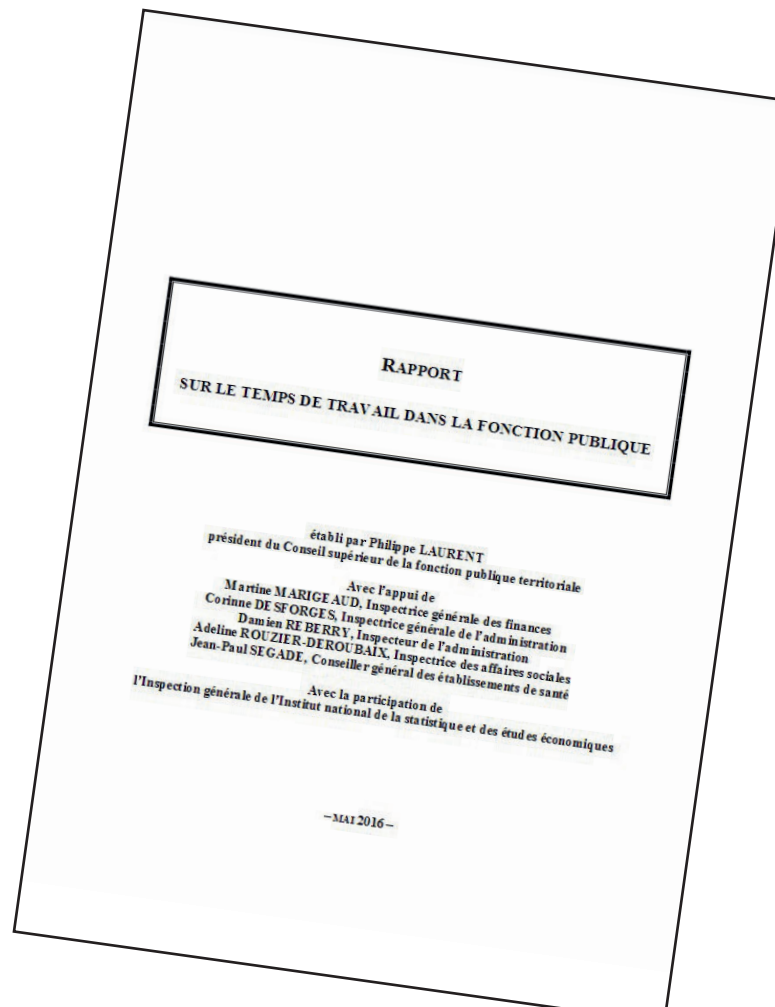 RAPPORT
SUR LE TEMPS DE TRAVAIL DANS LA FONCTION PUBLIQUE
établi par Philippe LAURENT
président du Conseil supérieur de la fonction publique territoriale
Avec l'appui de
Martine MARIGEAUD, Inspectrice générale des finances
Corinne DESFORGES, Inspectrice générale de l'administration
Damien REBERRY, Inspecteur de l'administration
Adeline ROUZIER-DEROUBAIX, Inspectrice des affaires sociales
Jean-Paul SEGADE, Conseiller général des établissements de santé
Avec la participation de
l'Inspection générale de l'Institut national de la statistique et des études économiques
– MAI 2016 –